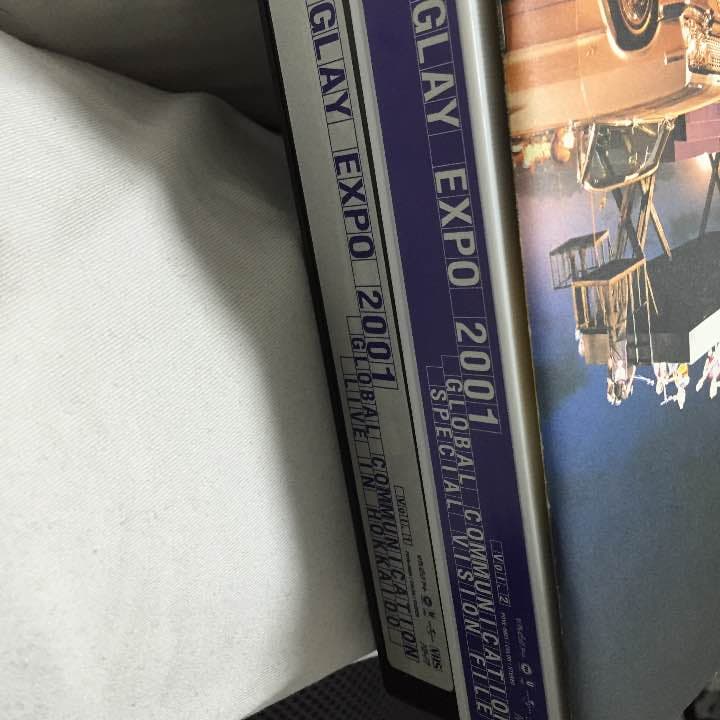 GLAY EXPO 2001
GLOBAL COMMUNICATION
LIVE IN HOKKAIDO
VOL. 1
VHS
GLAY EXPO 2001
GLOBAL COMMUNICATION
SPECIAL VISION FILE
VOL. 2